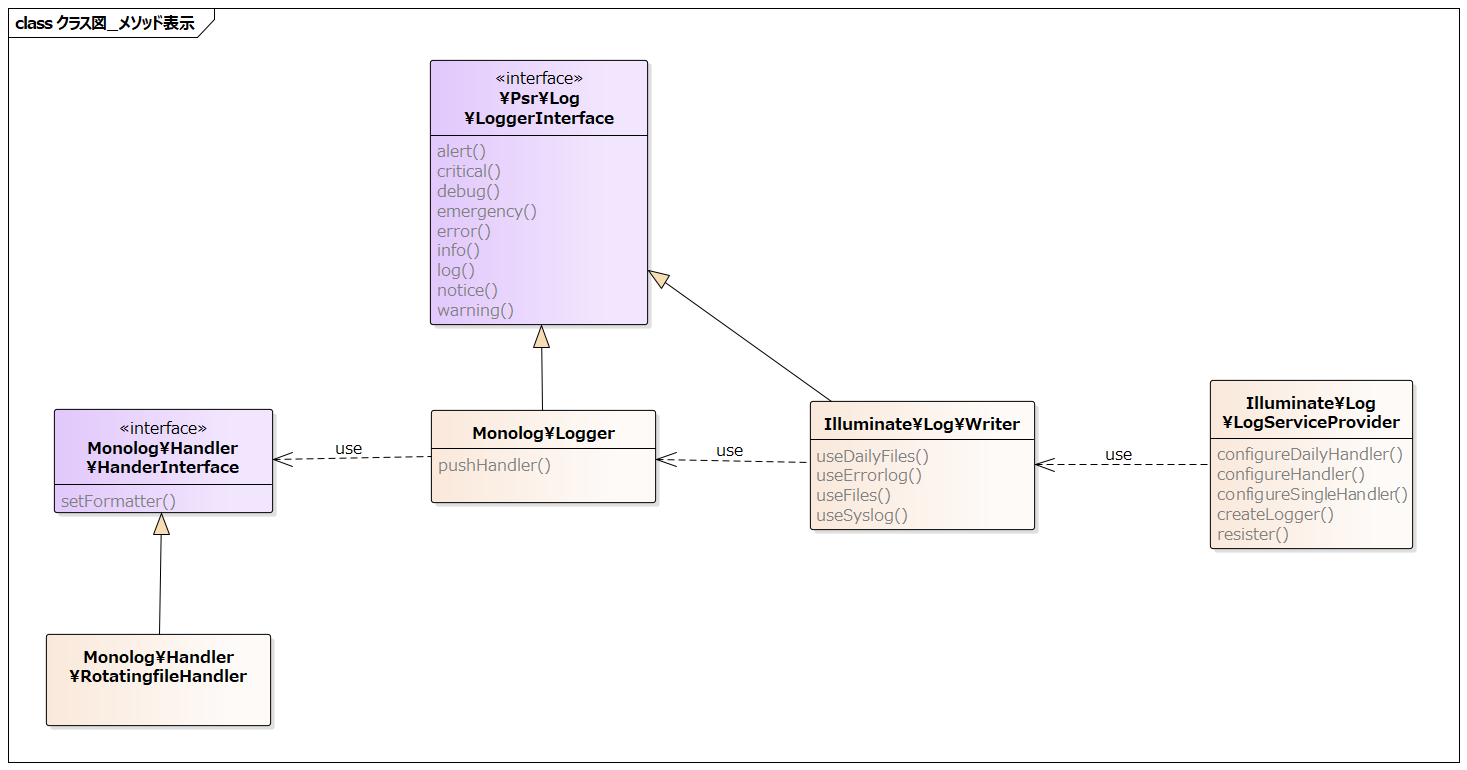 class クラス図_メソッド表示
«interface»
¥Psr¥Log
¥LoggerInterface
alert()
critical()
debug()
emergency()
error()
info()
log()
notice()
warning()
«interface»
Monolog¥Handler
¥HanderInterface
setFormatter()
use
Monolog¥Logger
pushHandler()
use
Illuminate¥Log¥Writer
useDailyFiles()
useErrorlog()
useFiles()
useSyslog()
use
Illuminate¥Log
¥LogServiceProvider
configureDailyHandler()
configureHandler()
configureSingleHandler()
createLogger()
resister()
Monolog¥Handler
¥RotatingfileHandler